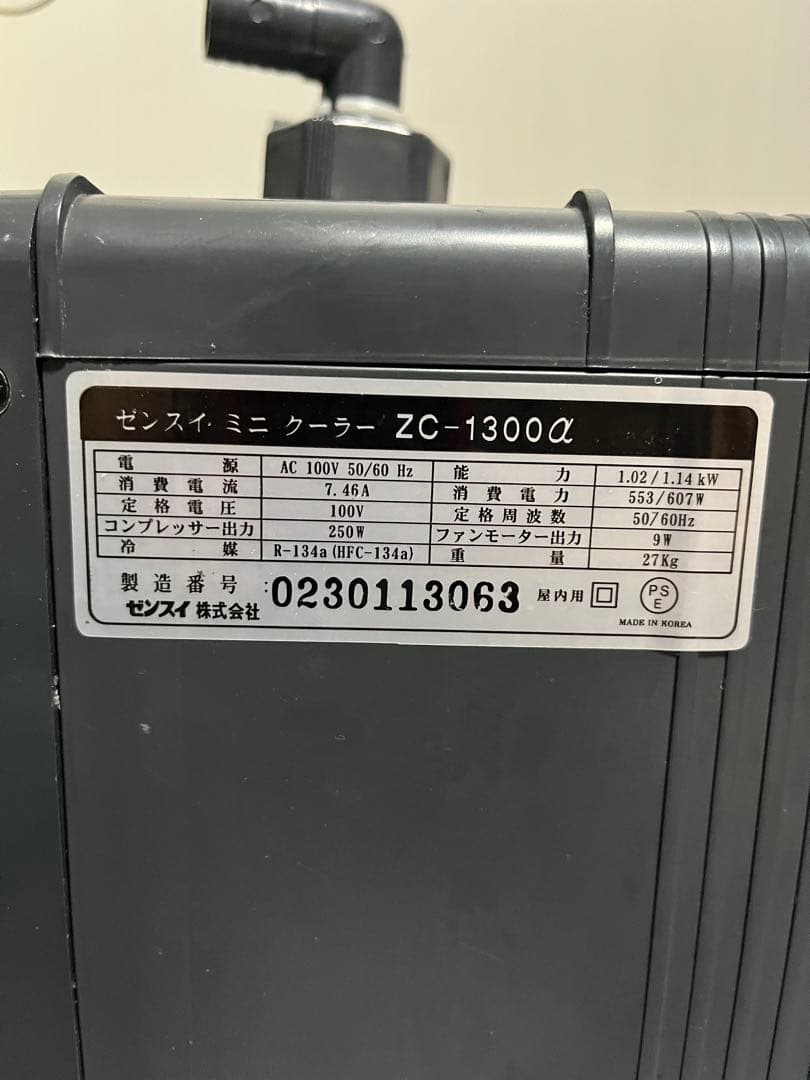 ゼンスイ ミニ クーラー ZC-1300α
電源 AC 100V 50/60 Hz 能力 1.02/1.14kW
消費電流 7.46A 消費電力 553/607W
定格電圧 100V 定格周波数 50/60Hz
コンプレッサー出力 250W ファンモーター出力 9W
冷媒 R-134a(HFC-134a) 重量 27Kg
製造番号:0230113063 屋内用 PS E
ゼンスイ株式会社 MADE IN KOREA